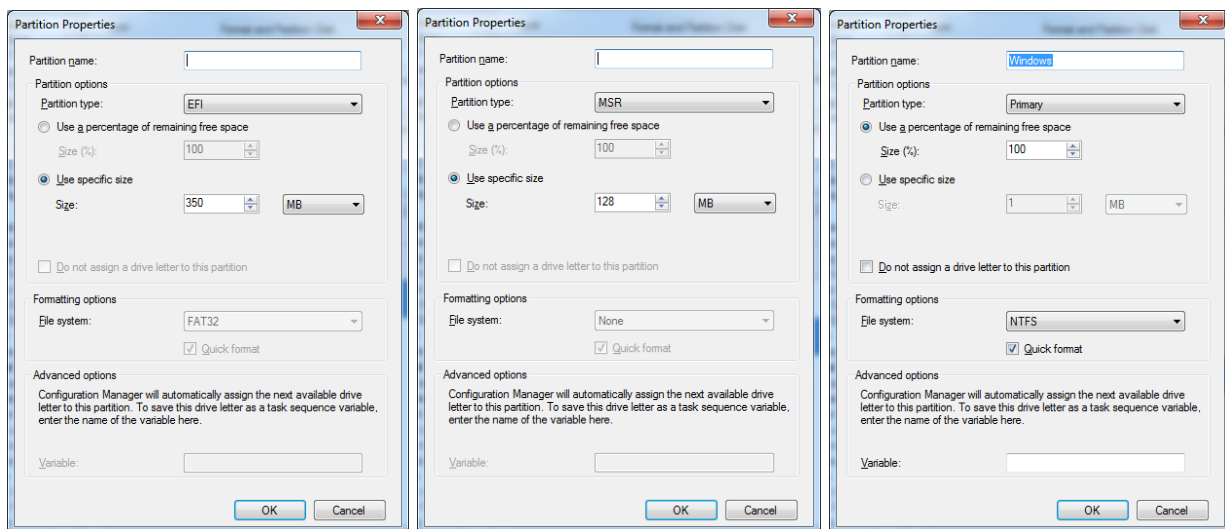 Partition Properties
x
Partition name:
Partition options
Partition type:
EFI
Use a percentage of remaining free space
Size (%):
100
Use specific size
Size:
350
MB
Do not assign a drive letter to this partition
Formatting options
File system:
FAT32
Quick format
Advanced options
Configuration Manager will automatically assign the next available drive
letter to this partition. To save this drive letter as a task sequence variable,
enter the name of the variable here.
Variable:
OK
Cancel
Partition Properties
x
Partition name:
Partition options
Partition type:
MSR
Use a percentage of remaining free space
Size (%):
100
Use specific size
Size:
128
MB
Do not assign a drive letter to this partition
Formatting options
File system:
None
Quick format
Advanced options
Configuration Manager will automatically assign the next available drive
letter to this partition. To save this drive letter as a task sequence variable,
enter the name of the variable here.
Variable:
OK
Cancel
Partition Properties
x
Partition name:
Windows
Partition options
Partition type:
Primary
Use a percentage of remaining free space
Size (%):
100
Use specific size
Size:
1
MB
Do not assign a drive letter to this partition
Formatting options
File system:
NTFS
Quick format
Advanced options
Configuration Manager will automatically assign the next available drive
letter to this partition. To save this drive letter as a task sequence variable,
enter the name of the variable here.
Variable:
OK
Cancel